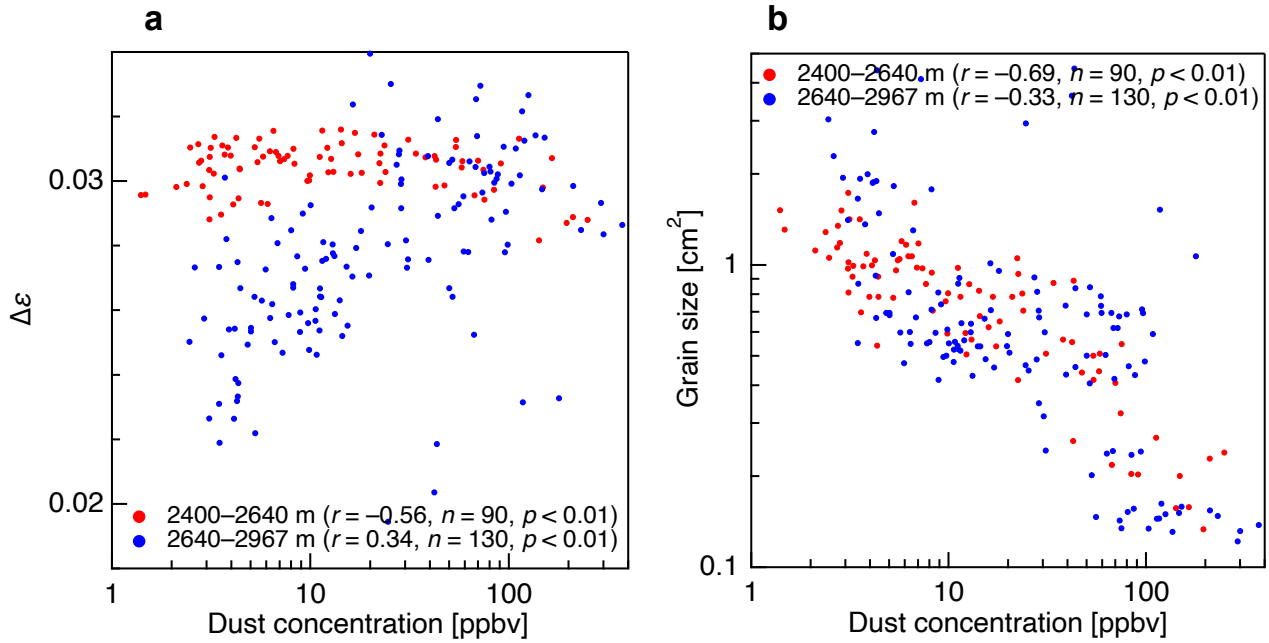 a
0.03
0.02
Δε
2400–2640 m (r = –0.56, n = 90, p < 0.01)
2640–2967 m (r = 0.34, n = 130, p < 0.01)
1
10
100
Dust concentration [ppbv]
b
2400–2640 m (r = –0.69, n = 90, p < 0.01)
2640–2967 m (r = –0.33, n = 130, p < 0.01)
1
0.1
Grain size [cm²]
1
10
100
Dust concentration [ppbv]